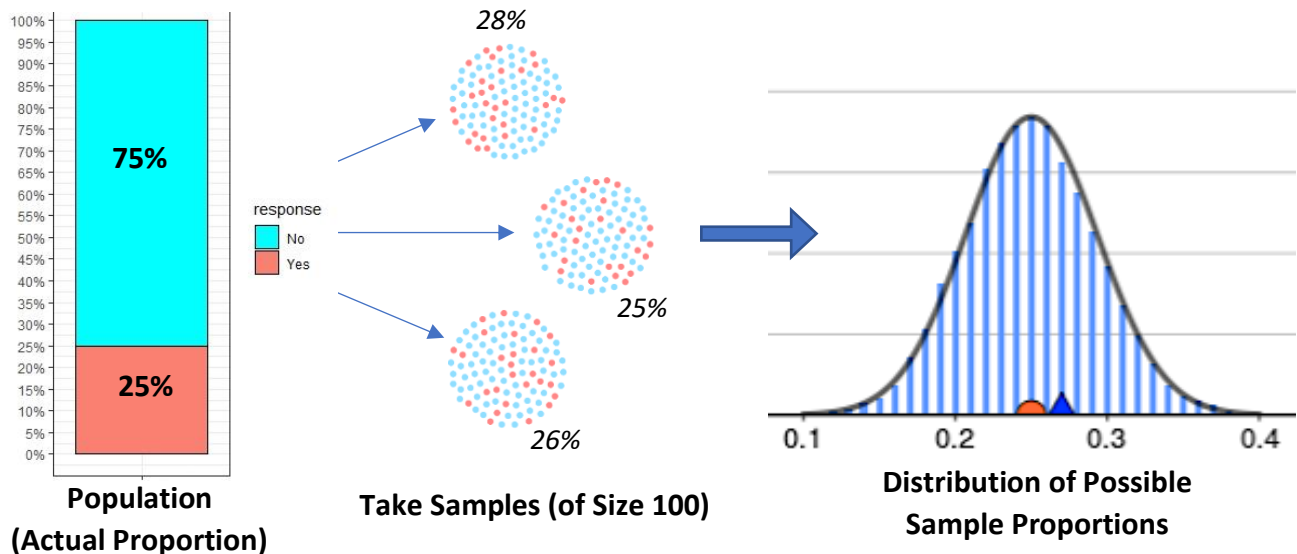 100%
95%
90%
85%
80%
75%
70%
65%
60%
55%
50%
45%
40%
35%
30%
25%
20%
15%
10%
5%
0%
75%
25%
Population
(Actual Proportion)
response
No
Yes
28%
25%
26%
Take Samples (of Size 100)
0.1 0.2 0.3 0.4
Distribution of Possible
Sample Proportions